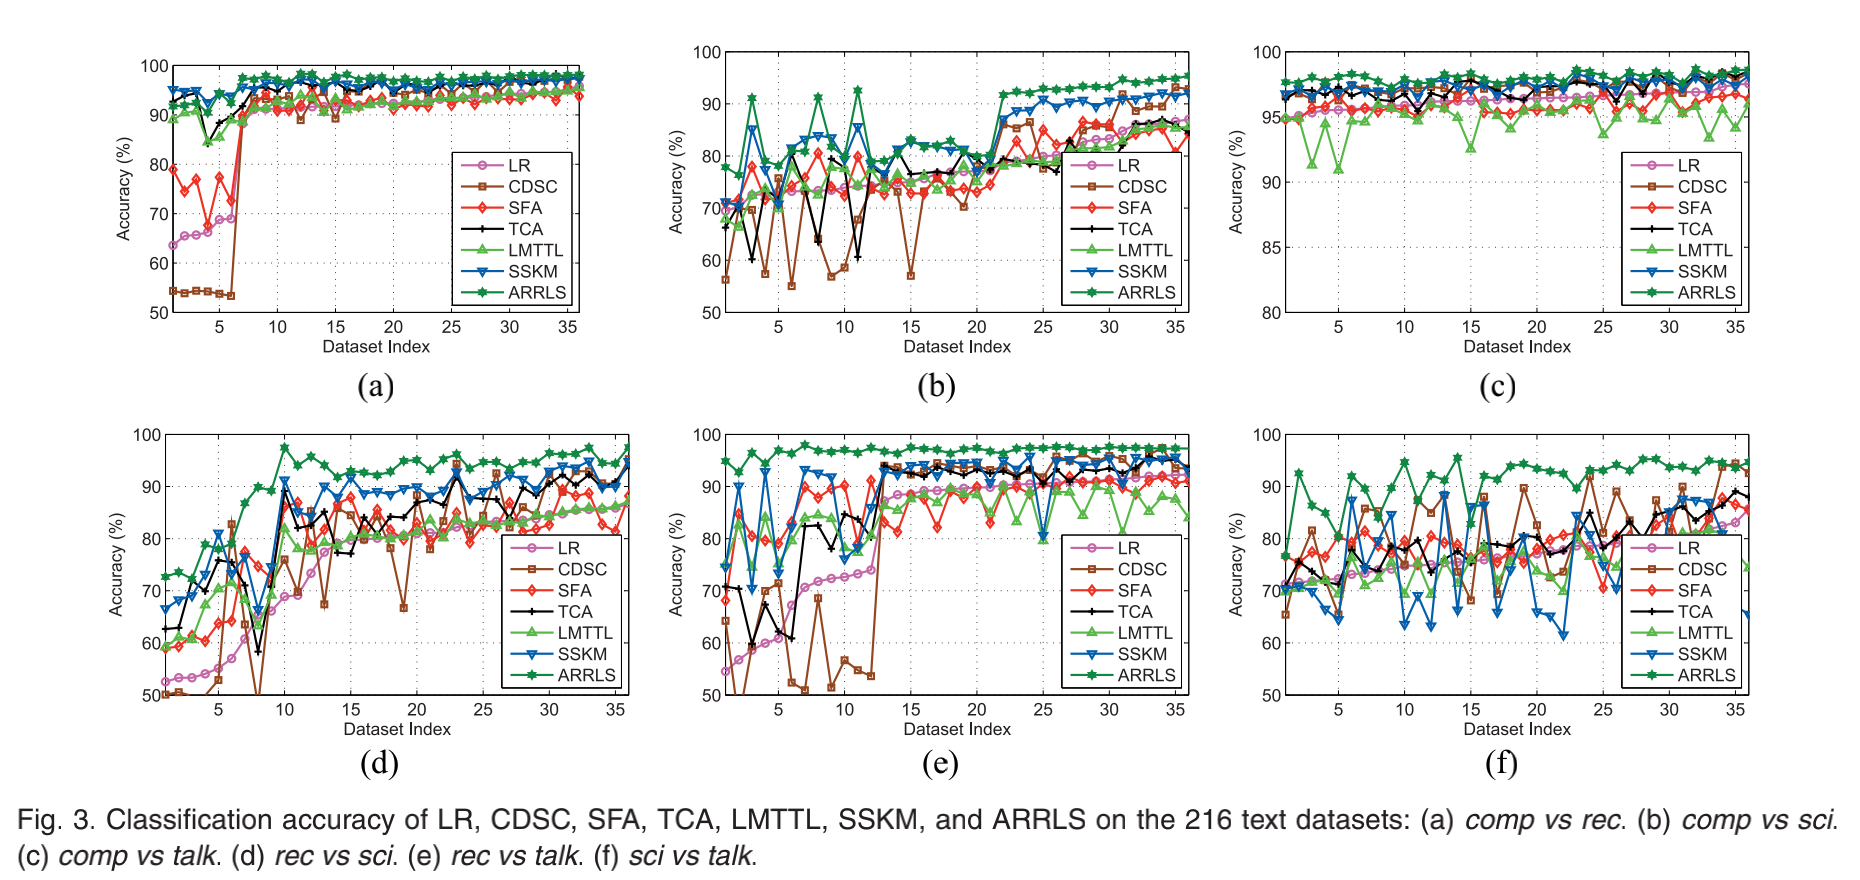 100
90
80
70
60
50
Accuracy (%)
5 10 15 20 25 30 35
Dataset Index
LR
CDSC
SFA
TCA
LMTTL
SSKM
ARRLS
(a)
100
90
80
70
60
50
Accuracy (%)
5 10 15 20 25 30 35
Dataset Index
LR
CDSC
SFA
TCA
LMTTL
SSKM
ARRLS
(b)
100
95
90
85
80
Accuracy (%)
5 10 15 20 25 30 35
Dataset Index
LR
CDSC
SFA
TCA
LMTTL
SSKM
ARRLS
(c)
100
90
80
70
60
50
Accuracy (%)
5 10 15 20 25 30 35
Dataset Index
LR
CDSC
SFA
TCA
LMTTL
SSKM
ARRLS
(d)
100
90
80
70
60
50
Accuracy (%)
5 10 15 20 25 30 35
Dataset Index
LR
CDSC
SFA
TCA
LMTTL
SSKM
ARRLS
(e)
100
90
80
70
60
50
Accuracy (%)
5 10 15 20 25 30 35
Dataset Index
LR
CDSC
SFA
TCA
LMTTL
SSKM
ARRLS
(f)
Fig. 3. Classification accuracy of LR, CDSC, SFA, TCA, LMTTL, SSKM, and ARRLS on the 216 text datasets: (a) comp vs rec. (b) comp vs sci.
(c) comp vs talk. (d) rec vs sci. (e) rec vs talk. (f) sci vs talk.